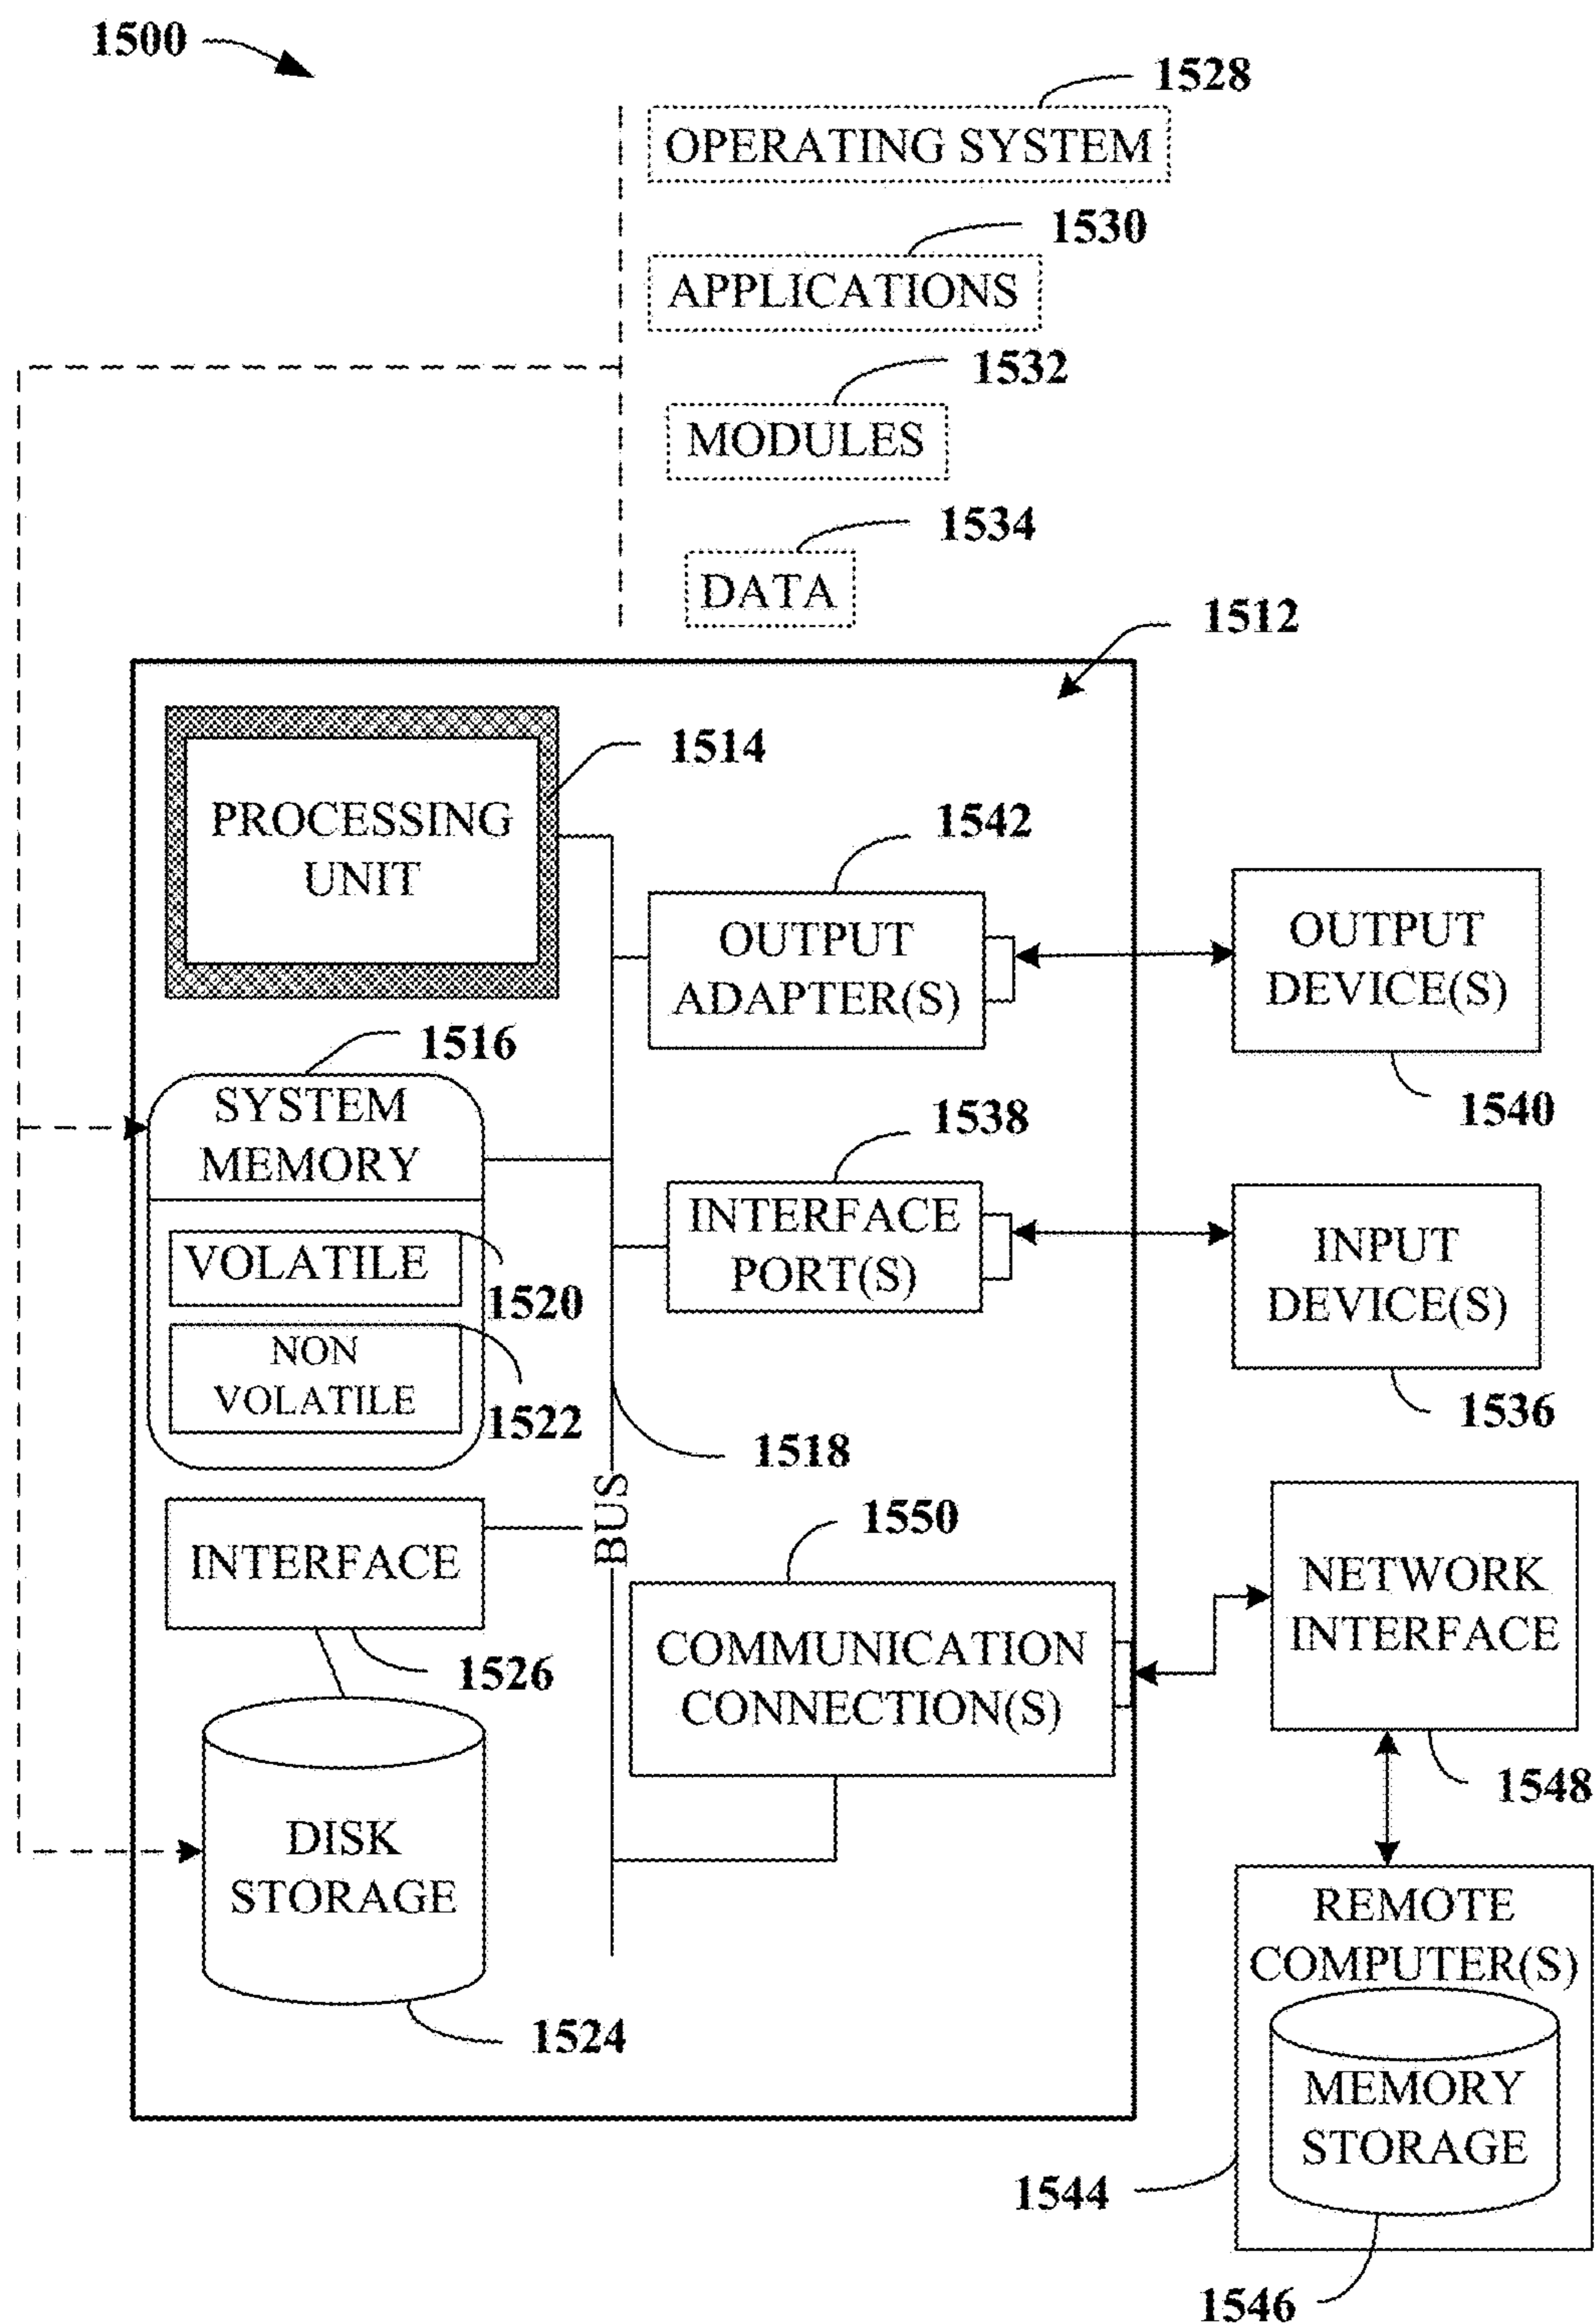 1500
1528
OPERATING SYSTEM
1530
APPLICATIONS
1532
MODULES
1534
DATA
1512
1514
PROCESSING
UNIT
1542
OUTPUT
ADAPTER(S)
OUTPUT
DEVICE(S)
1540
1516
SYSTEM
MEMORY
VOLATILE
1520
NON
VOLATILE
1522
1538
INTERFACE
PORT(S)
INPUT
DEVICE(S)
1536
1518
BUS
INTERFACE
1526
1550
COMMUNICATION
CONNECTION(S)
NETWORK
INTERFACE
1548
DISK
STORAGE
1524
REMOTE
COMPUTER(S)
MEMORY
STORAGE
1544
1546